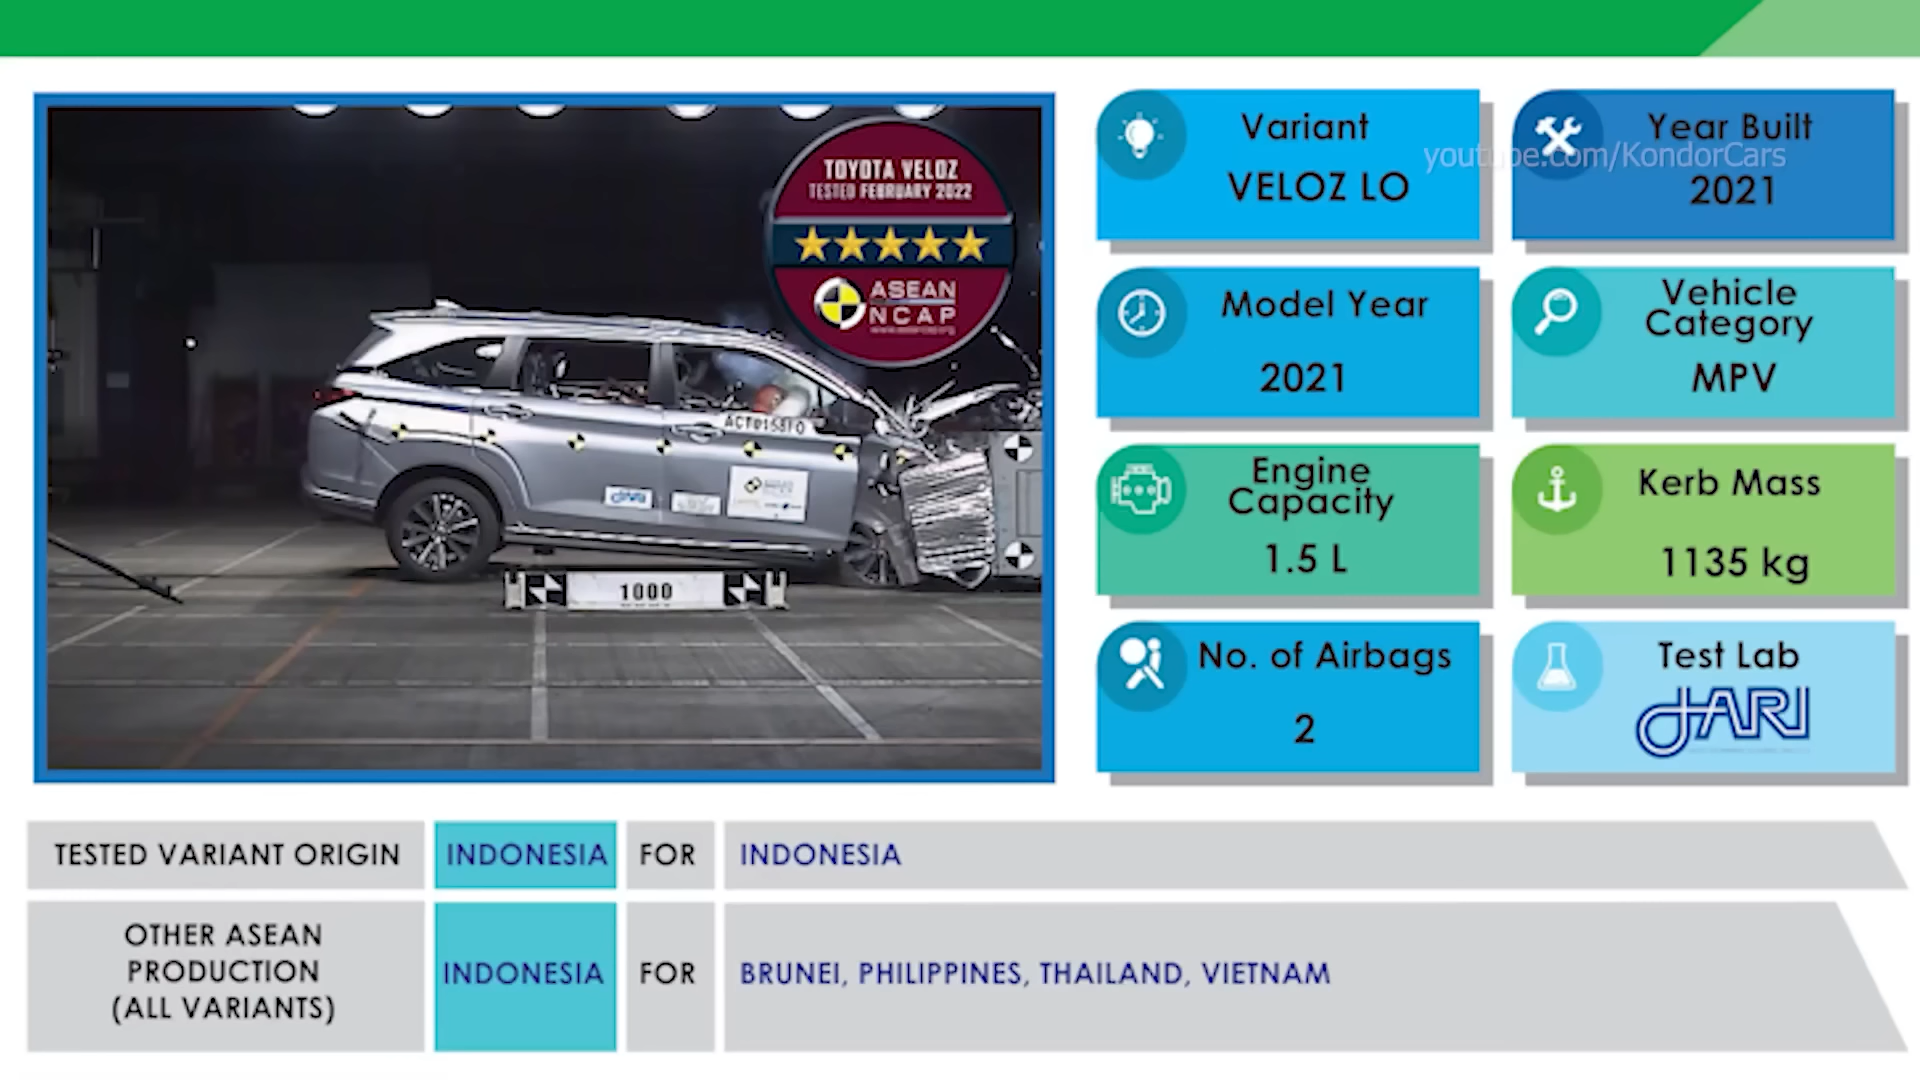 TOYOTA VELOZ
TESTED FEBRUARY 2022
ASEAN
NCAP
1000
Variant
VELOZ LO
Year Built
2021
youtube.com/KondorCars
Model Year
2021
Vehicle
Category
MPV
Engine
Capacity
1.5 L
Kerb Mass
1135 kg
No. of Airbags
2
Test Lab
JARI
TESTED VARIANT ORIGIN
INDONESIA
FOR
INDONESIA
OTHER ASEAN
PRODUCTION
(ALL VARIANTS)
INDONESIA
FOR
BRUNEI, PHILIPPINES, THAILAND, VIETNAM